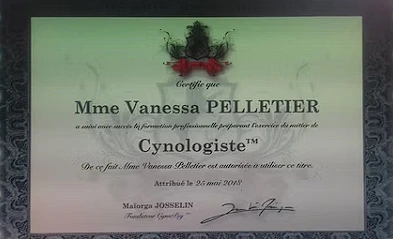 Certifie que
Mme Vanessa PELLETIER
a suivi avec succès la formation professionnelle préparant l'exercice du métier de
Cynologiste™
De ce fait Mme Vanessa Pelletier est autorisée à utiliser ce titre.
Attribué le 25 mai 2018
Maïorga JOSSELIN
Fondateur